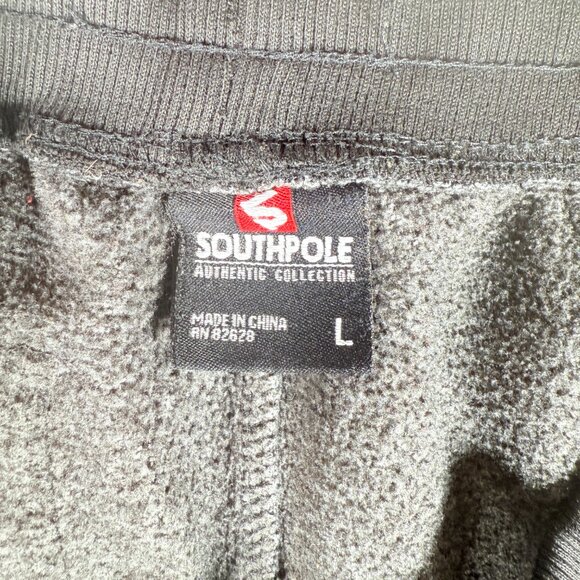 SOUTHPOLE
AUTHENTIC COLLECTION
MADE IN CHINA
RN 82628
L